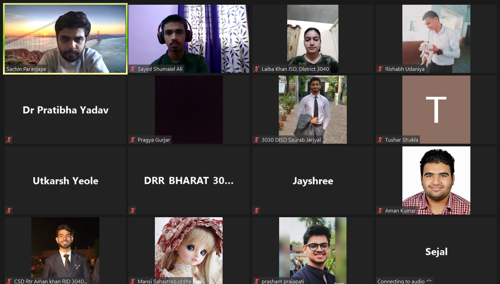 Sachin Paranjape
Sayed Shumaiel Ali
Laiba Khan ISD, District 3040
Rishabh Udaniya
Dr Pratibha Yadav
Pragya Gurjar
3030 DISD Saurab Jariyal
T
Tushar Shukla
Utkarsh Yeole
DRR BHARAT 30...
Jayshree
Aman Kumar
CSD Rtr Aman khan RID 3040...
Mansi
prashant prajapati
Sejal
Connecting to audio